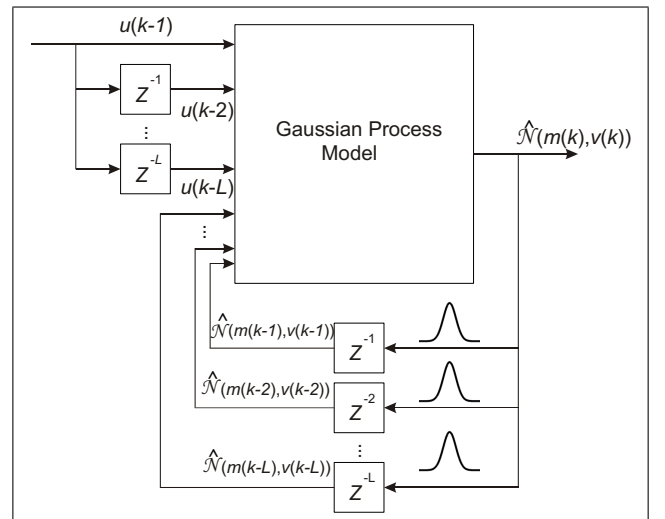 u(k-1)
Z⁻¹
u(k-2)
...
Z⁻ᴸ
u(k-L)
Gaussian Process
Model
𝒩̂(m(k),v(k))
...
𝒩̂(m(k-1),v(k-1))
Z⁻¹
𝒩̂(m(k-2),v(k-2))
Z⁻²
...
𝒩̂(m(k-L),v(k-L))
Z⁻ᴸ